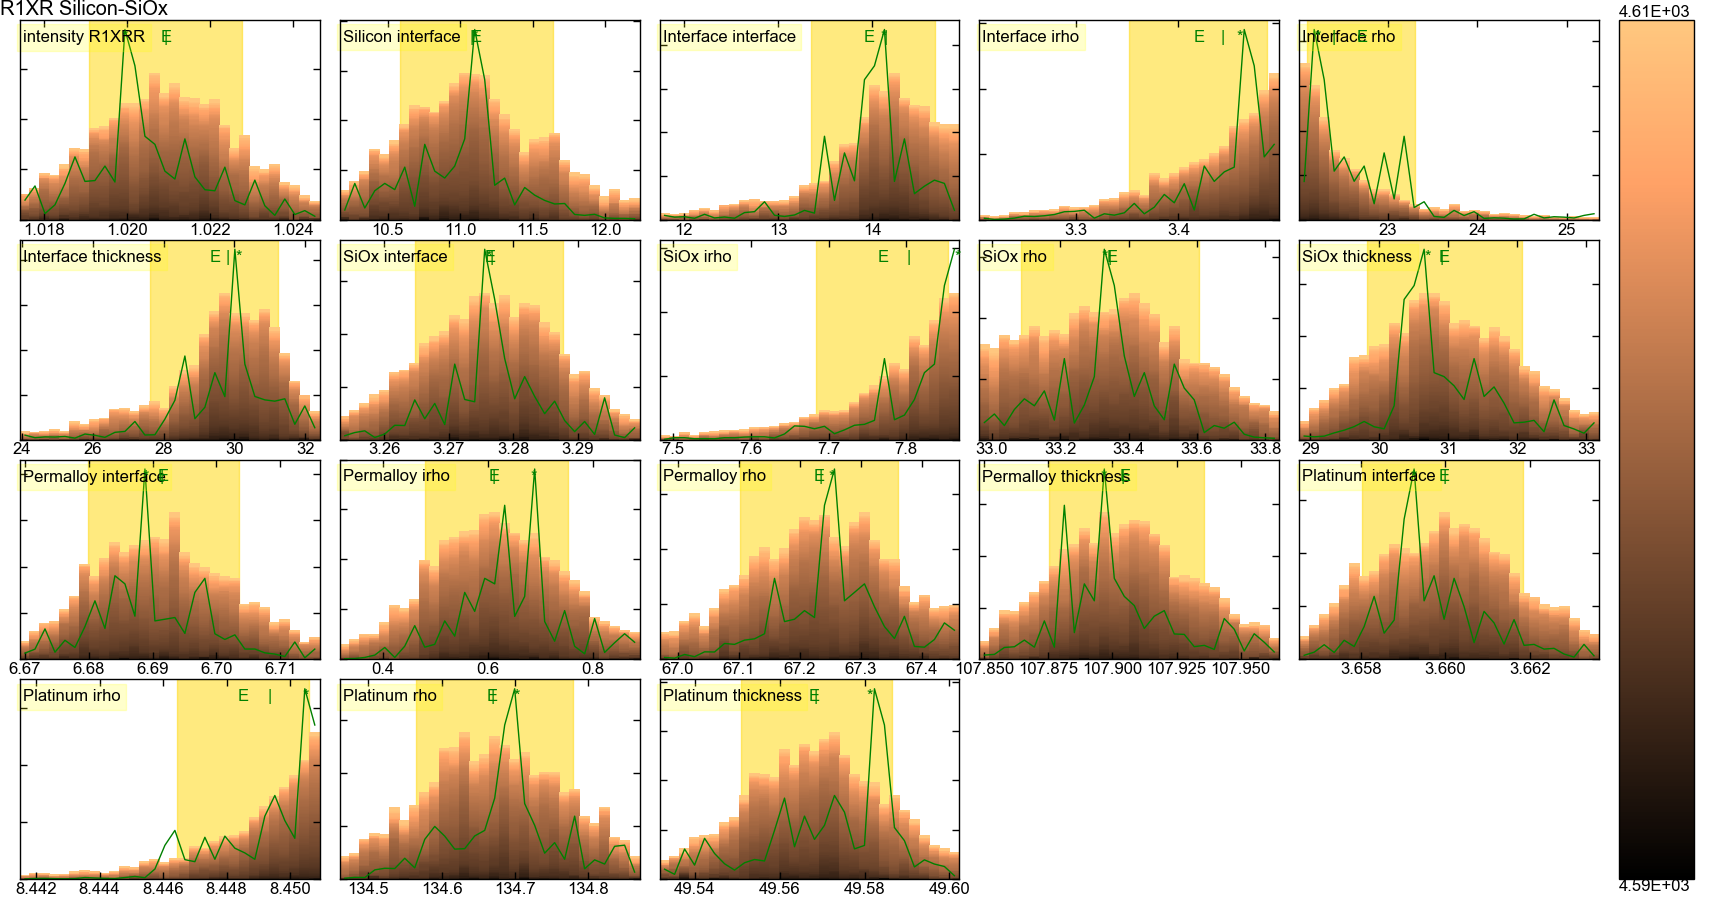 R1XR Silicon-SiOx
4.61E+03
intensity R1XRR E
Silicon interface E
Interface interface E |
Interface irho E | *
Interface rho | E
1.018 1.020 1.022 1.024
10.5 11.0 11.5 12.0
12 13 14
3.3 3.4
23 24 25
Interface thickness E | *
SiOx interface E
SiOx irho E | *
SiOx rho E
SiOx thickness * E
24 26 28 30 32
3.26 3.27 3.28 3.29
7.5 7.6 7.7 7.8
33.0 33.2 33.4 33.6 33.8
29 30 31 32 33
Permalloy interface * E
Permalloy irho E *
Permalloy rho E *
Permalloy thickness * E
Platinum interface * E
6.67 6.68 6.69 6.70 6.71
0.4 0.6 0.8
67.0 67.1 67.2 67.3 67.4
107.850 107.875 107.900 107.925 107.950
3.658 3.660 3.662
Platinum irho E | *
Platinum rho E *
Platinum thickness E *
8.442 8.444 8.446 8.448 8.450
134.5 134.6 134.7 134.8
49.54 49.56 49.58 49.60
4.59E+03